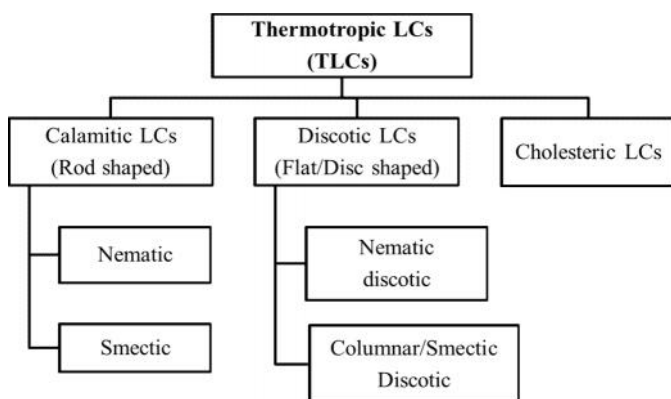 Thermotropic LCs
(TLCs)
Calamitic LCs
(Rod shaped)
Discotic LCs
(Flat/Disc shaped)
Cholesteric LCs
Nematic
Smectic
Nematic
discotic
Columnar/Smectic
Discotic